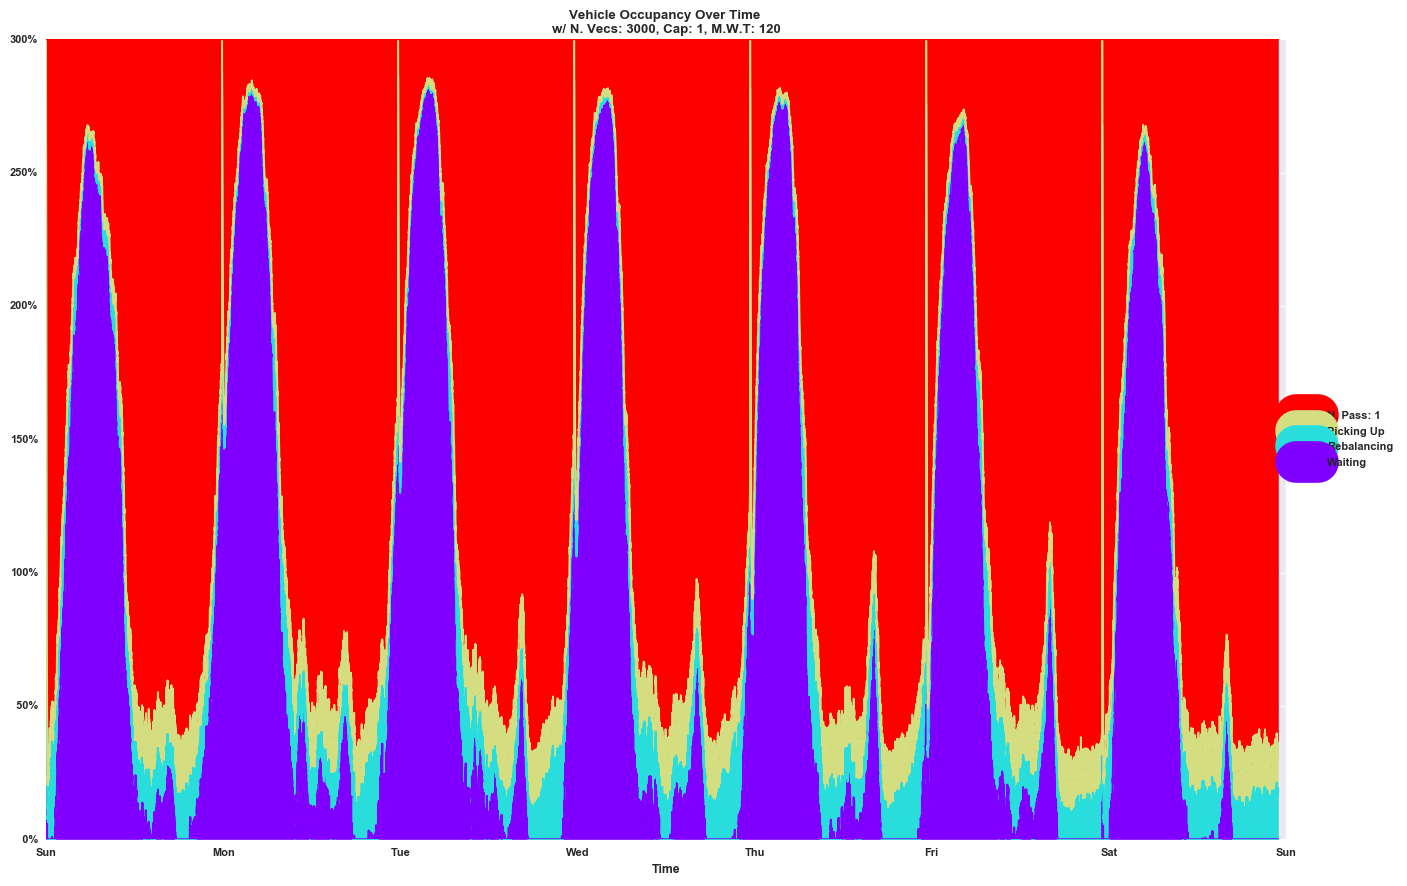 Vehicle Occupancy Over Time
w/ N. Vecs: 3000, Cap: 1, M.W.T: 120
300%
250%
200%
150%
100%
50%
0%
Sun Mon Tue Wed Thu Fri Sat Sun
Time
Pass: 1
Picking Up
Rebalancing
Waiting